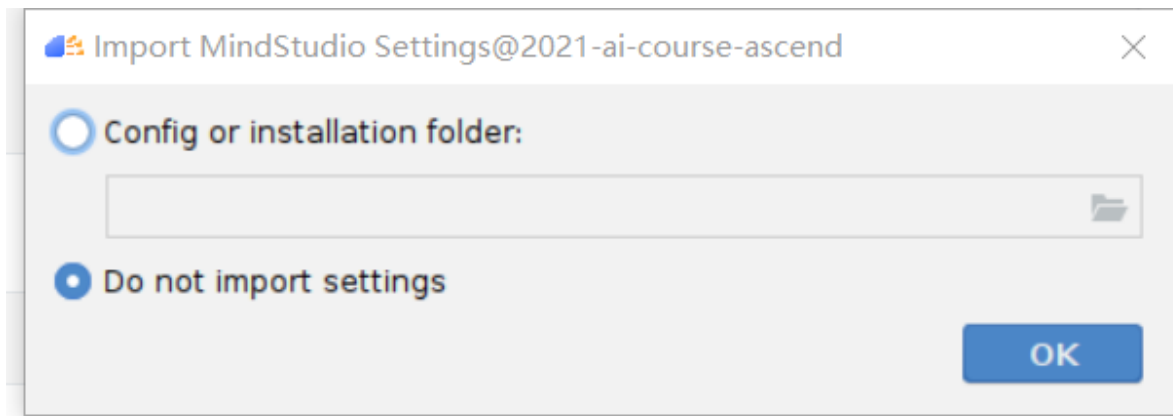 Import MindStudio Settings@2021-ai-course-ascend
Config or installation folder:
Do not import settings
OK